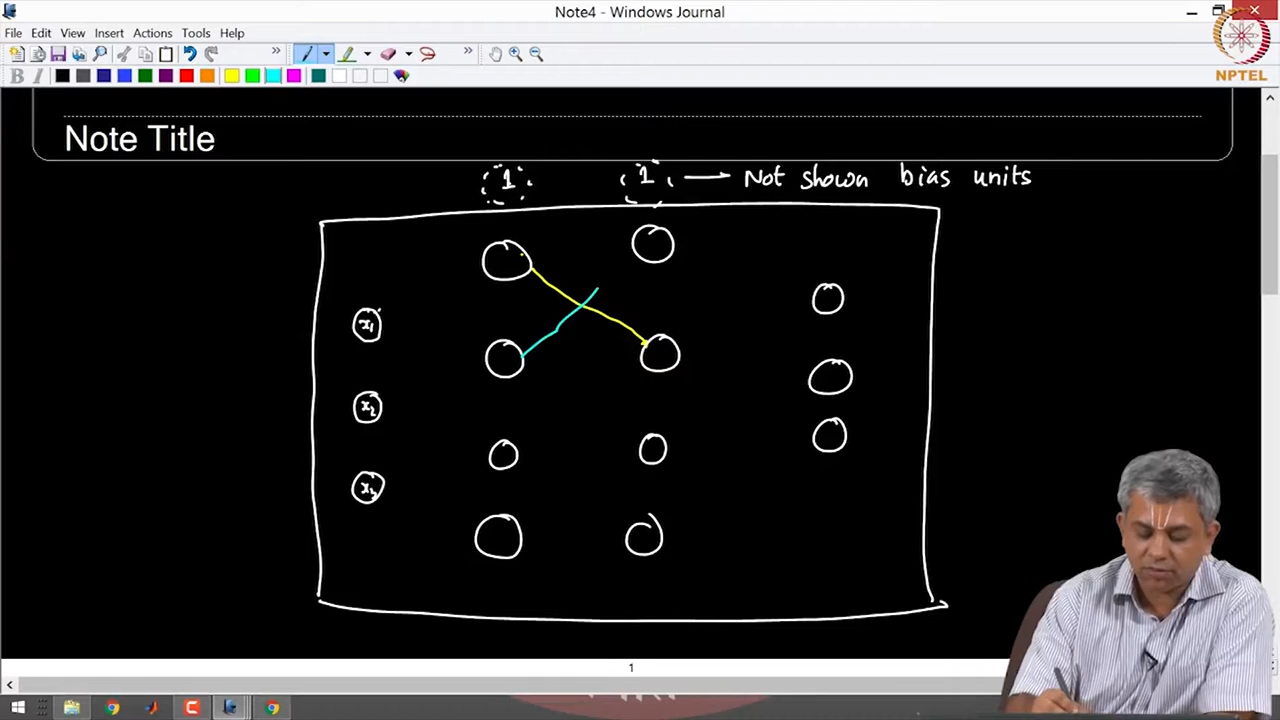 Note4 - Windows Journal
File Edit View Insert Actions Tools Help
B I
NPTEL
Note Title
1 1 → Not shown bias units
x1
x2
x3
1